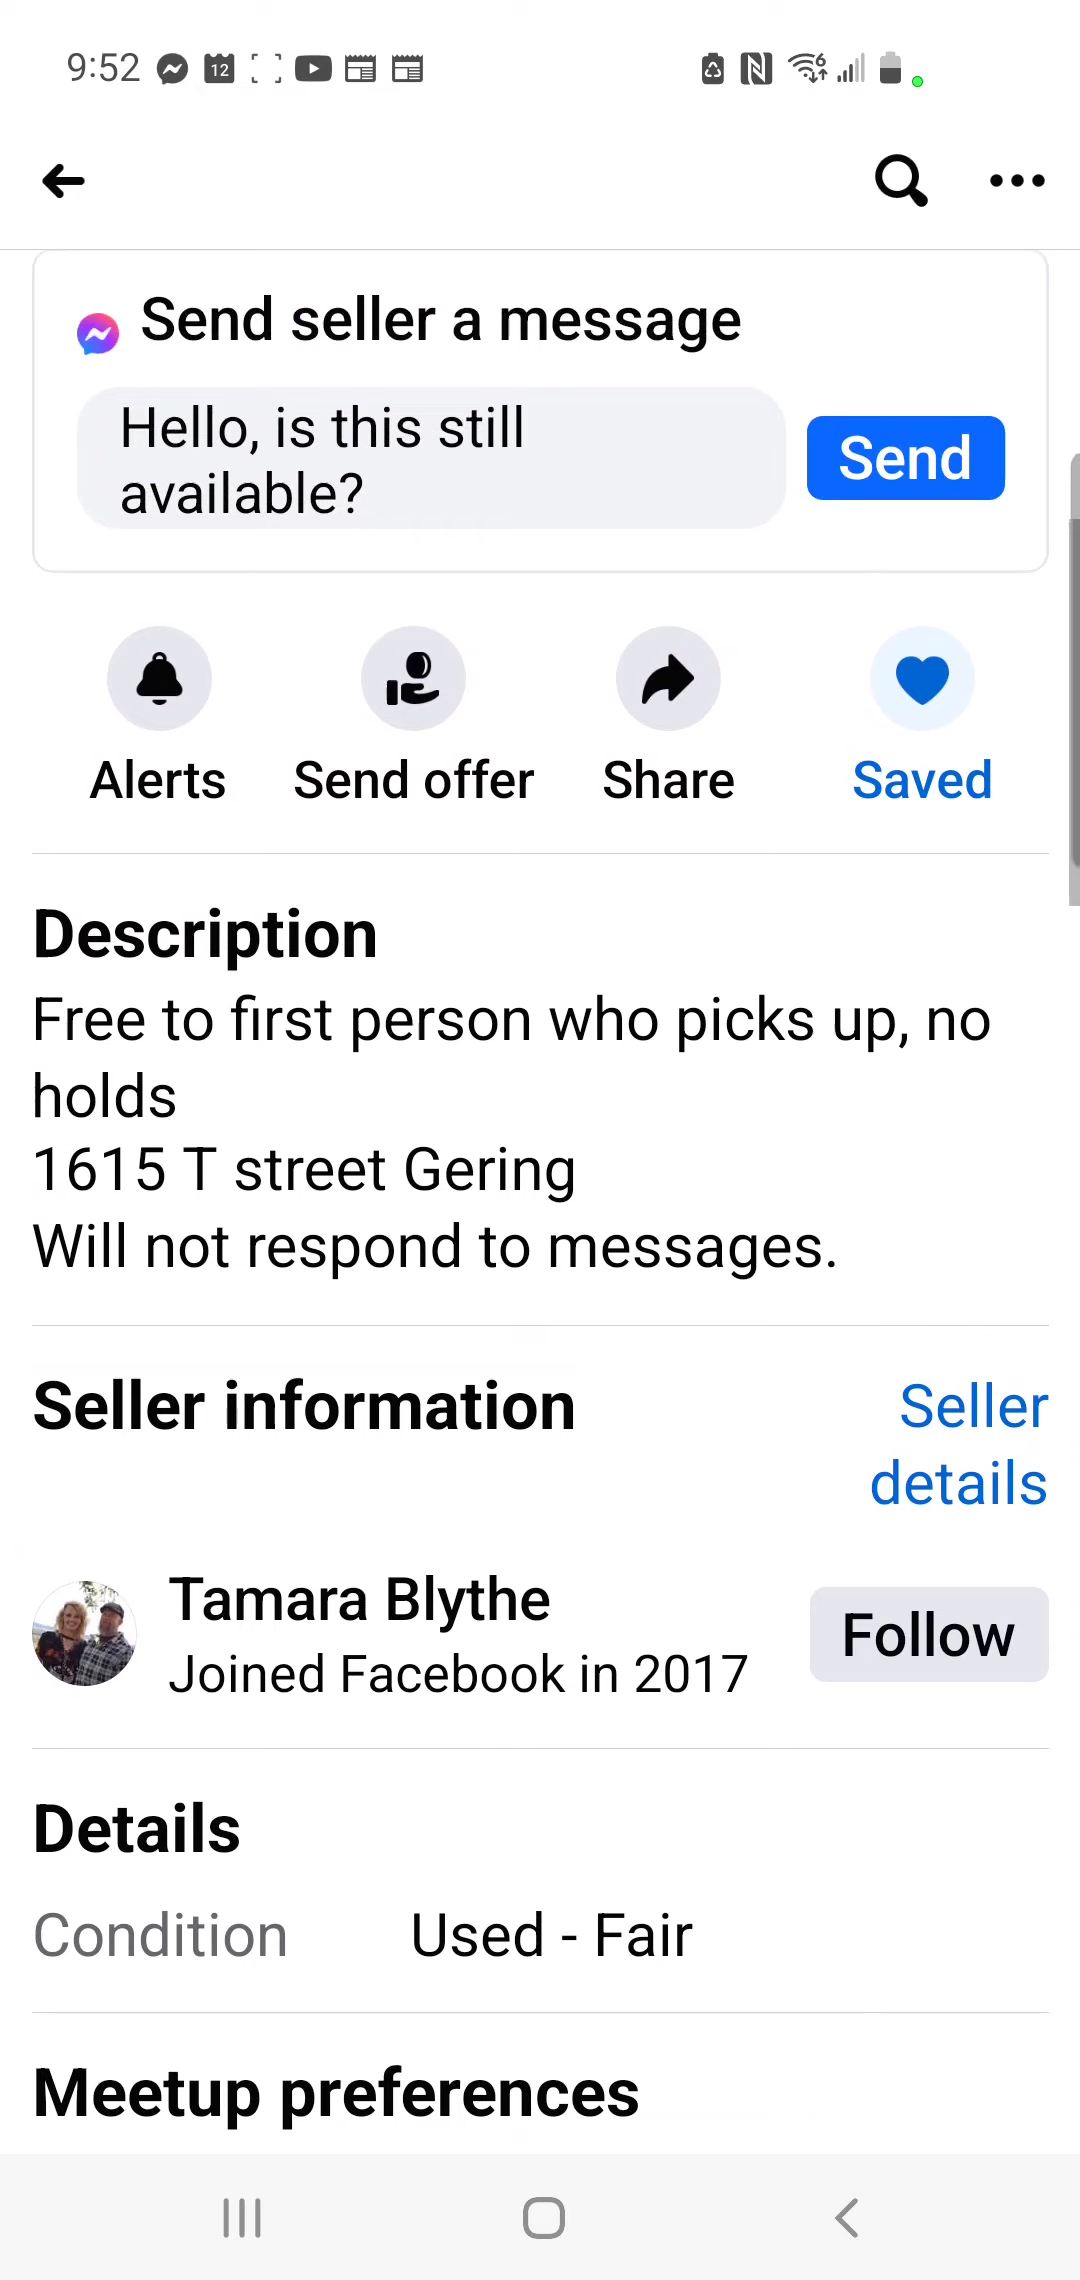 9:52
12
6
Send seller a message
Hello, is this still
available?
Send
Alerts
Send offer
Share
Saved
Description
Free to first person who picks up, no
holds
1615 T street Gering
Will not respond to messages.
Seller information
Seller
details
Tamara Blythe
Joined Facebook in 2017
Follow
Details
Condition
Used - Fair
Meetup preferences